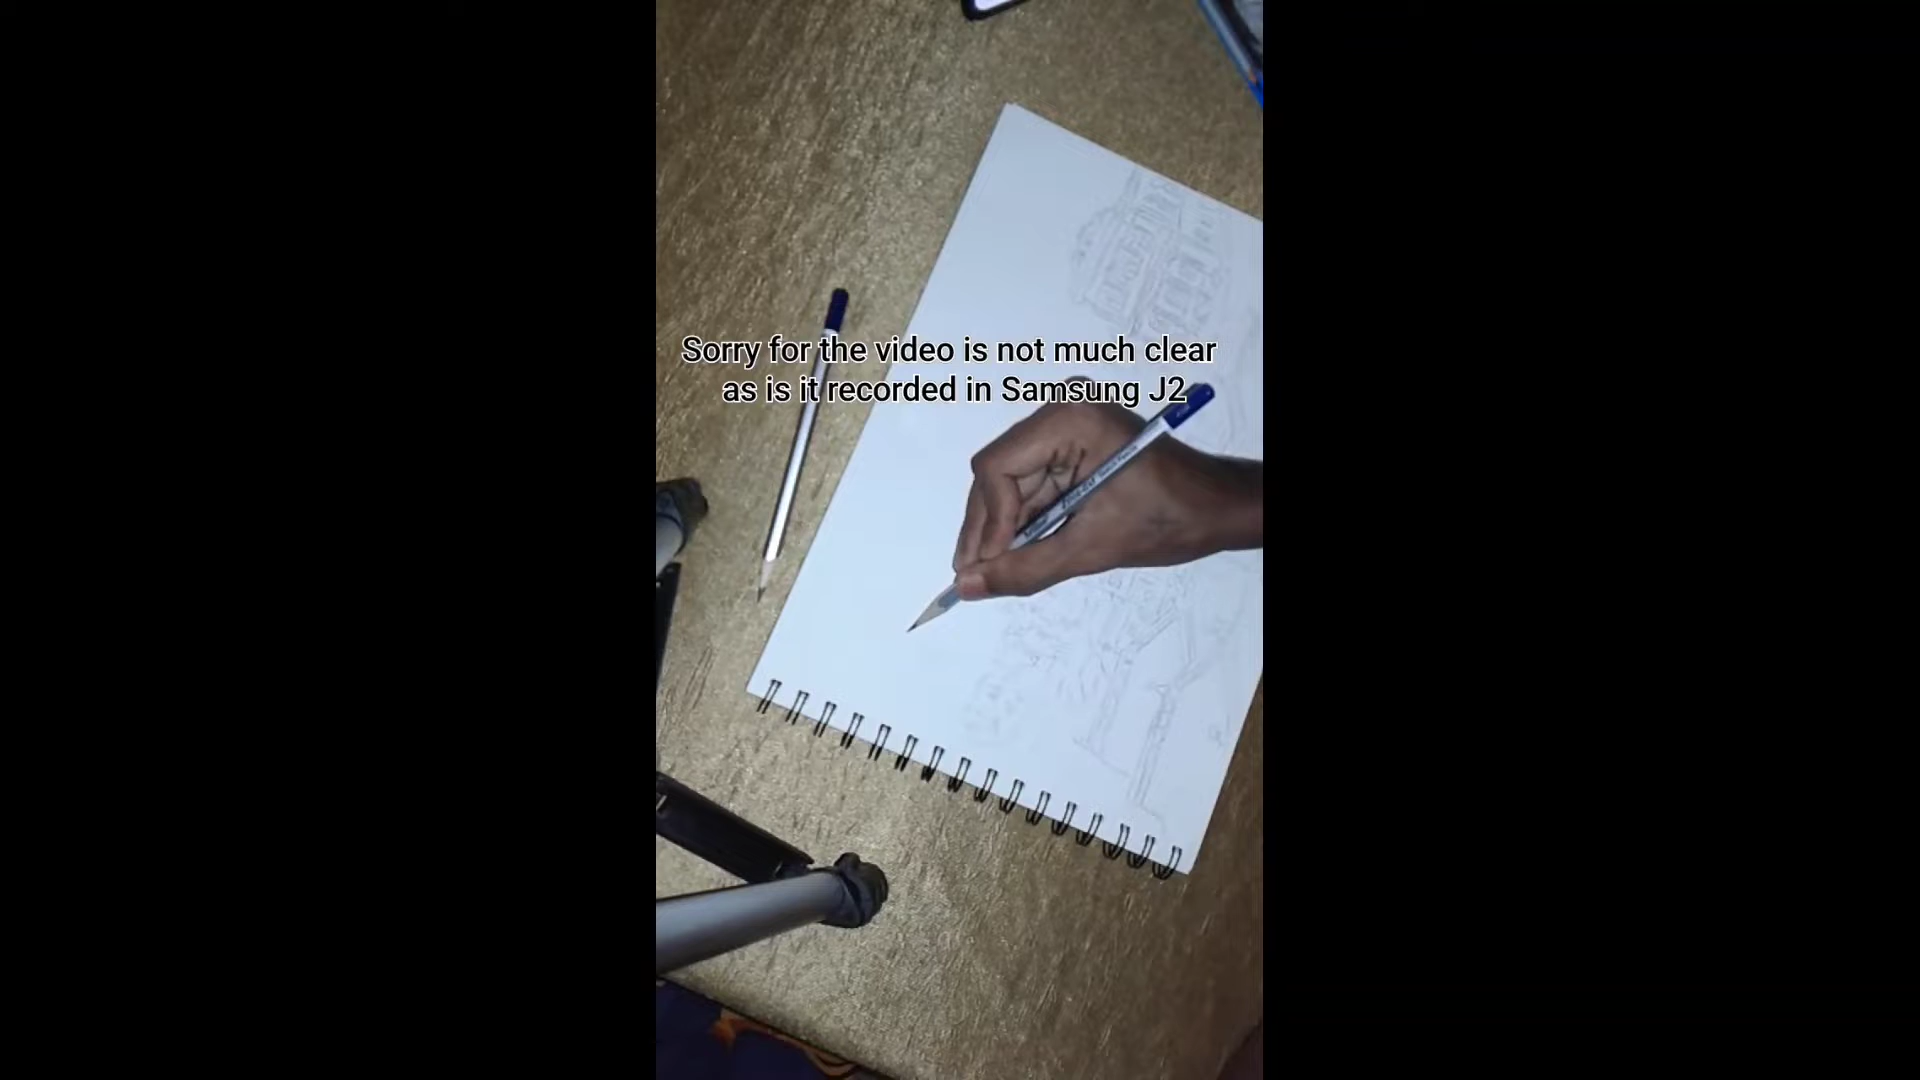 Sorry for the video is not much clear
as is it recorded in Samsung J2